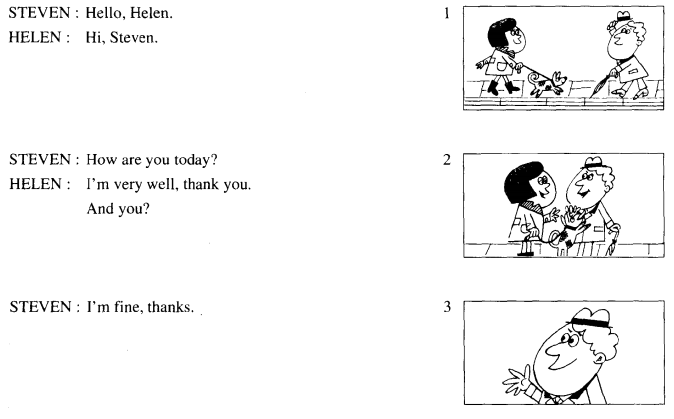 STEVEN : Hello, Helen. 1
HELEN : Hi, Steven.
STEVEN : How are you today? 2
HELEN : I'm very well, thank you.
And you?
STEVEN : I'm fine, thanks. 3